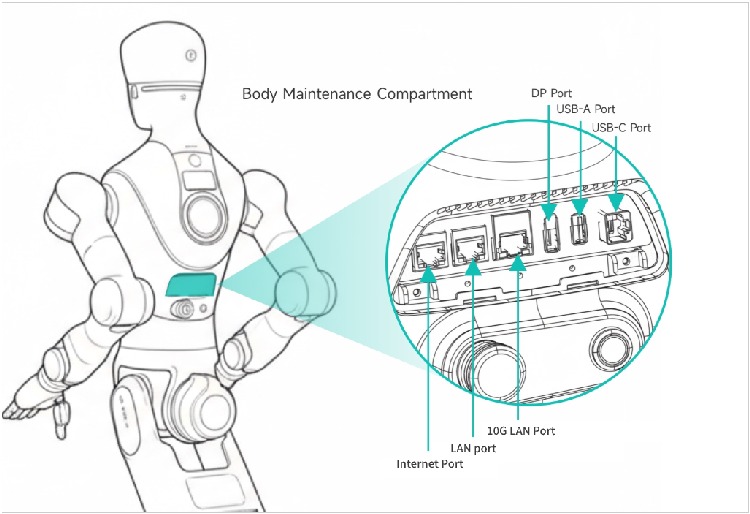 Body Maintenance Compartment
DP Port
USB-A Port
USB-C Port
10G LAN Port
LAN port
Internet Port